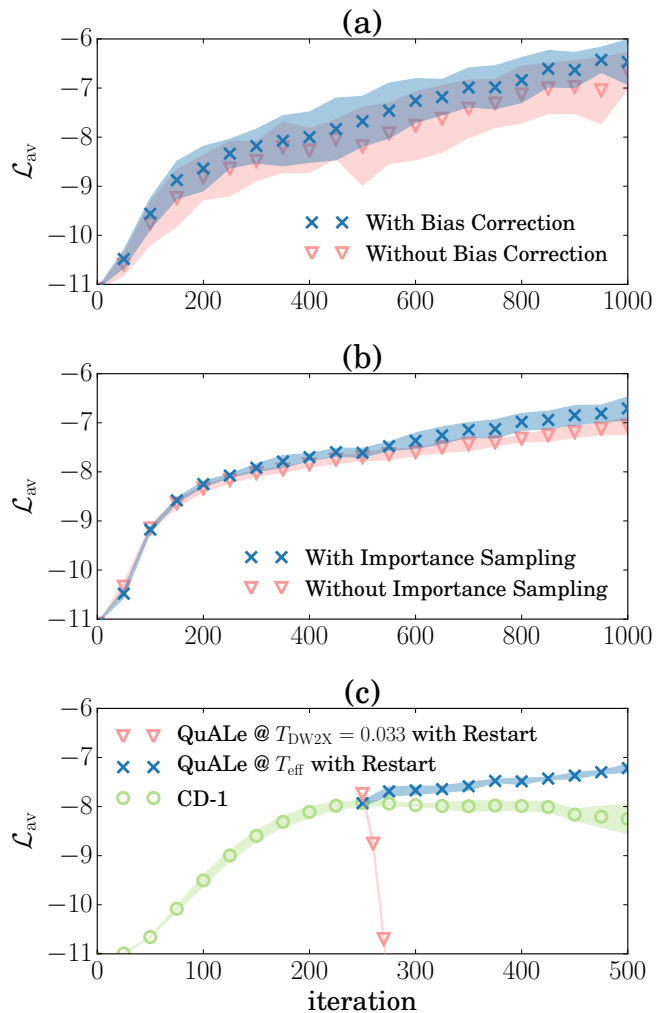 (a)
−6
−7
−8
−9
−10
−11
0
200
400
600
800
1000
ℒav
With Bias Correction
Without Bias Correction
(b)
−6
−7
−8
−9
−10
−11
0
200
400
600
800
1000
ℒav
With Importance Sampling
Without Importance Sampling
(c)
−6
−7
−8
−9
−10
−11
0
100
200
300
400
500
ℒav
QuALe @ TDW2X = 0.033 with Restart
QuALe @ Teff with Restart
CD-1
iteration